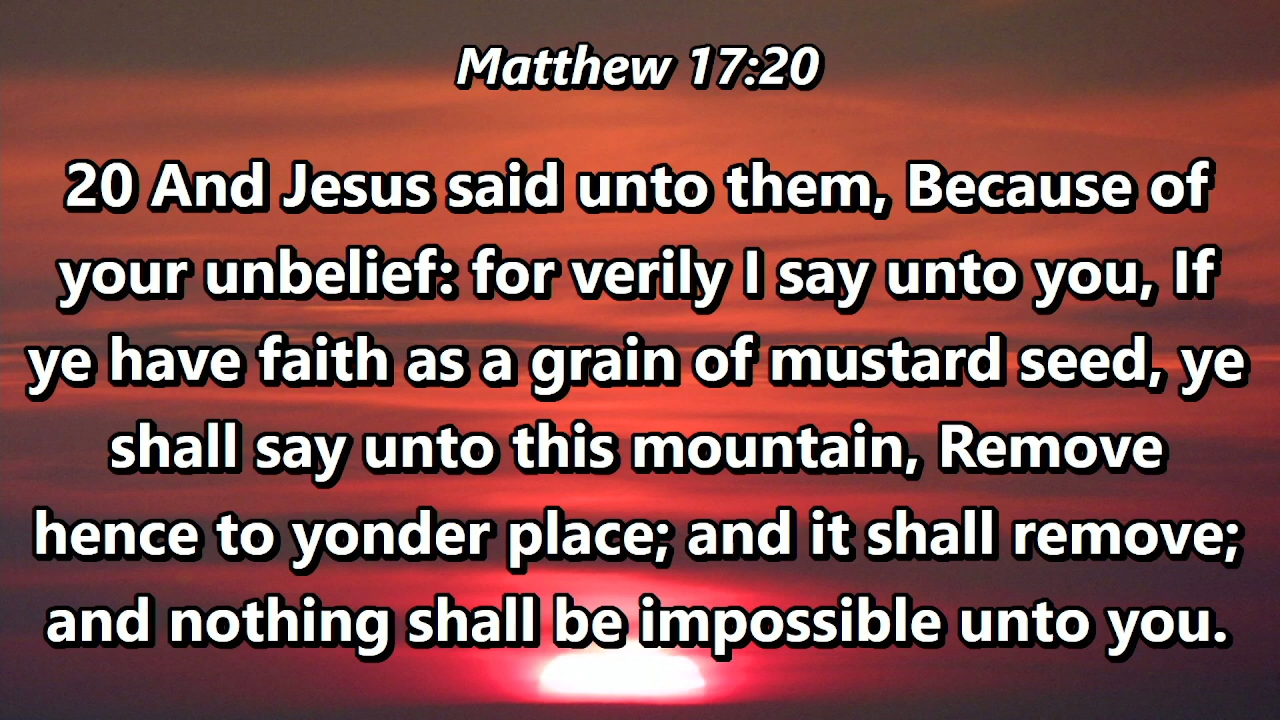 Matthew 17:20
20 And Jesus said unto them, Because of
your unbelief: for verily I say unto you, If
ye have faith as a grain of mustard seed, ye
shall say unto this mountain, Remove
hence to yonder place; and it shall remove;
and nothing shall be impossible unto you.